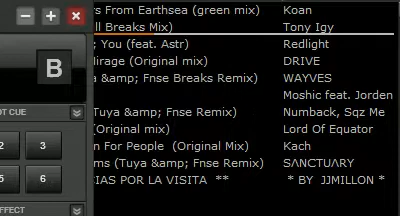 s From Earthsea (green mix) Koan
ll Breaks Mix) Tony Igy
; You (feat. Astr) Redlight
lirage (Original mix) DRIVE
B
a &amp; Fnse Breaks Remix) WAYVES
Moshic feat. Jorden
OT CUE
(Tuya &amp; Fnse Remix) Numback, Sqz Me
2 3
(Original mix) Lord Of Equator
n For People (Original Mix) Kach
5 6
ms (Tuya &amp; Fnse Remix) SΛNCTUΛRY
CIAS POR LA VISITA ** * BY JJMILLON *
EFFECT